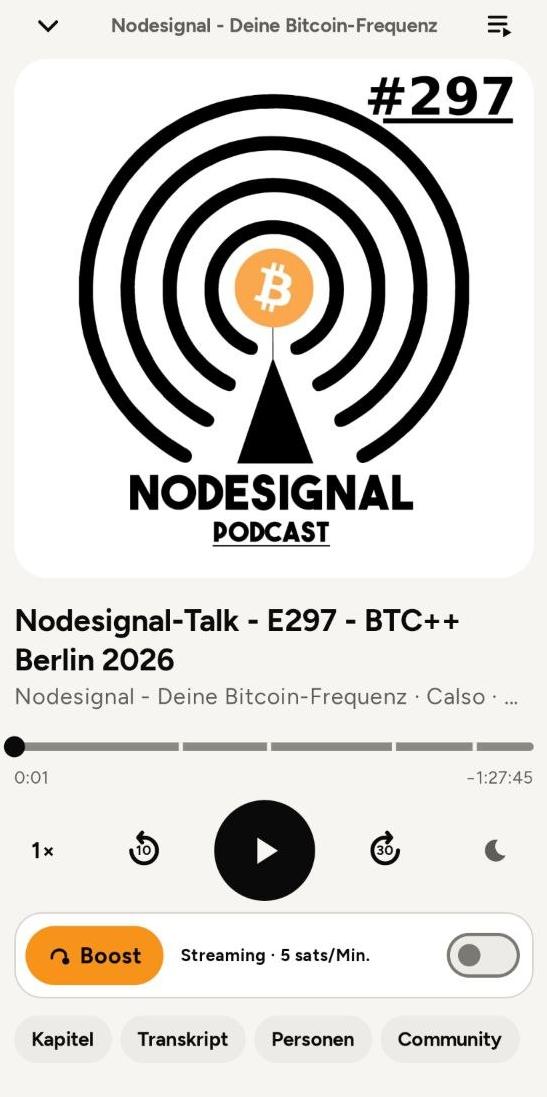 Nodesignal - Deine Bitcoin-Frequenz
#297
NODESIGNAL
PODCAST
Nodesignal-Talk - E297 - BTC++
Berlin 2026
Nodesignal - Deine Bitcoin-Frequenz · Calso · ...
0:01
-1:27:45
1×
10
30
Boost
Streaming · 5 sats/Min.
Kapitel
Transkript
Personen
Community